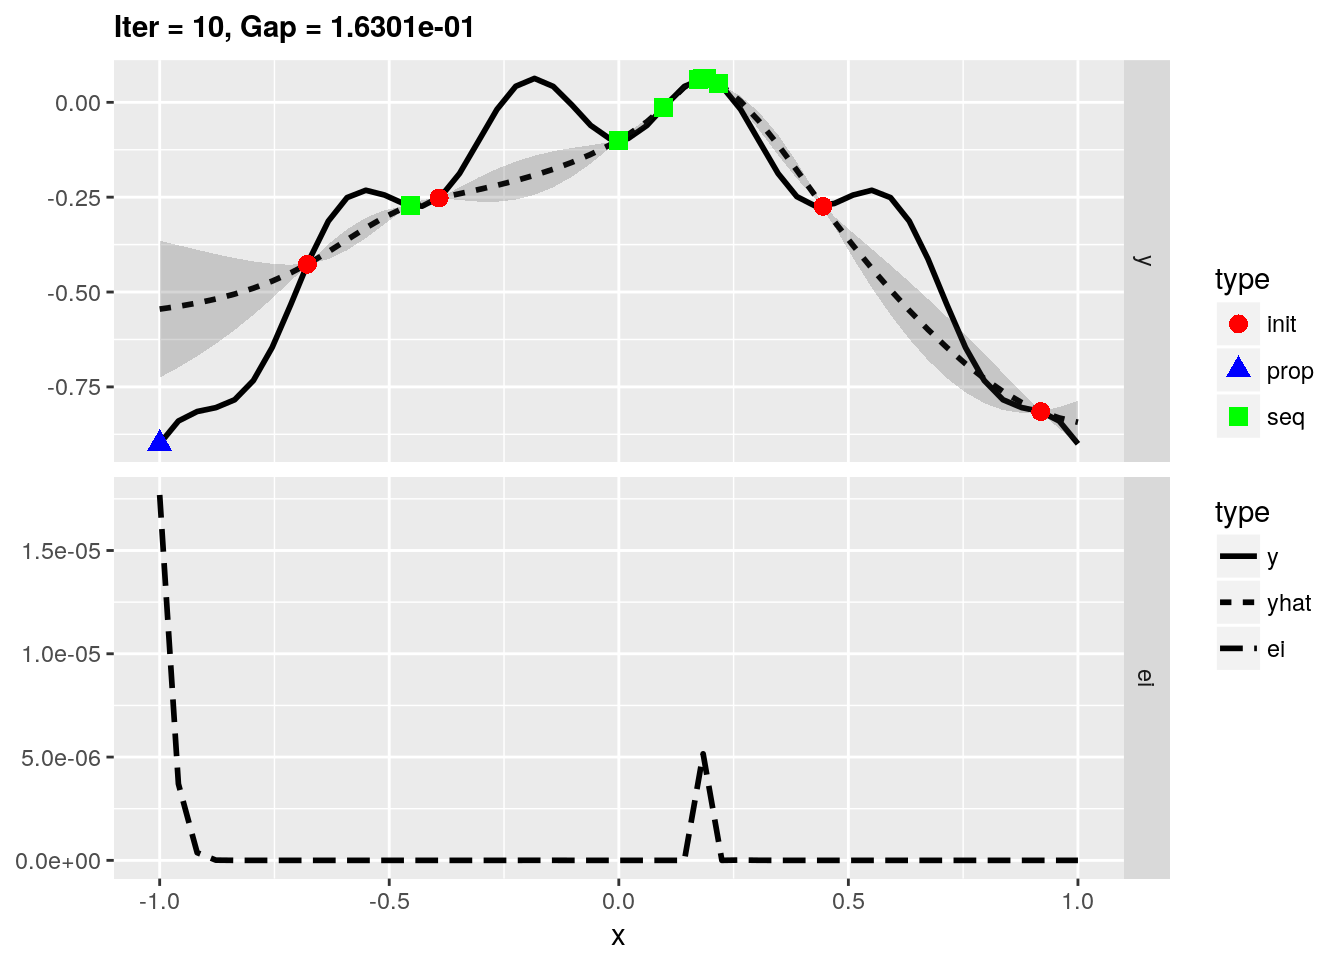 Iter = 10, Gap = 1.6301e-01
0.00
-0.25
-0.50
-0.75
y
1.5e-05
1.0e-05
5.0e-06
0.0e+00
ei
-1.0 -0.5 0.0 0.5 1.0
x
type
init
prop
seq
type
y
yhat
ei